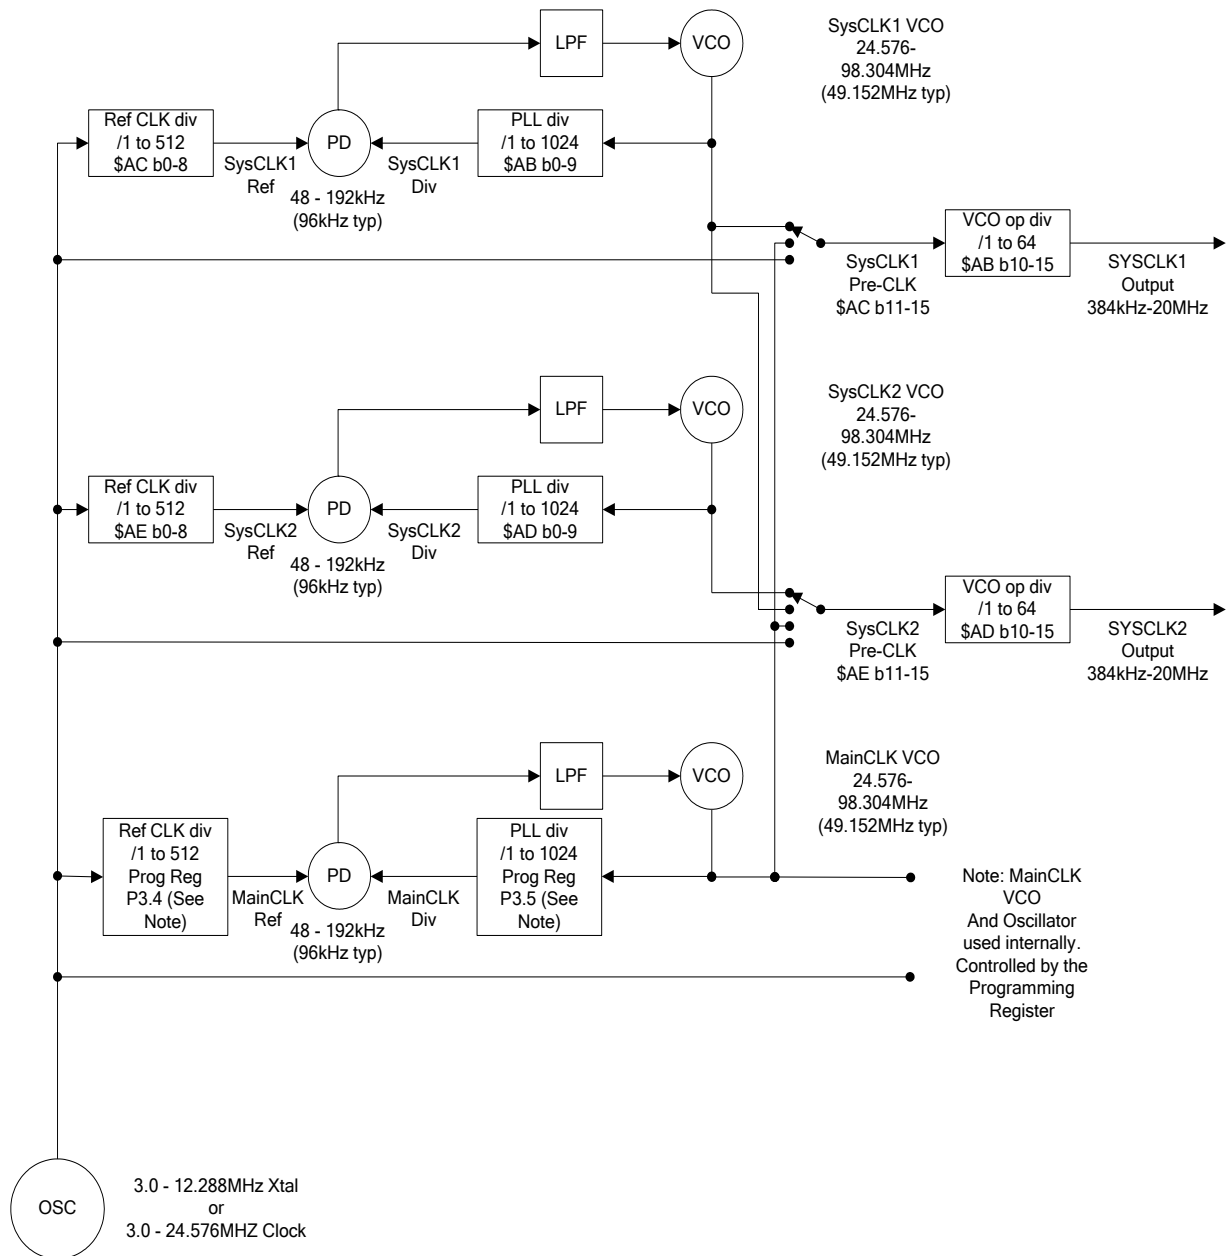 LPF
VCO
SysCLK1 VCO
24.576-
98.304MHz
(49.152MHz typ)
Ref CLK div
/1 to 512
$AC b0-8
SysCLK1
Ref
PD
48 - 192kHz
(96kHz typ)
SysCLK1
Div
PLL div
/1 to 1024
$AB b0-9
SysCLK1
Pre-CLK
$AC b11-15
VCO op div
/1 to 64
$AB b10-15
SYSCLK1
Output
384kHz-20MHz
LPF
VCO
SysCLK2 VCO
24.576-
98.304MHz
(49.152MHz typ)
Ref CLK div
/1 to 512
$AE b0-8
SysCLK2
Ref
PD
48 - 192kHz
(96kHz typ)
SysCLK2
Div
PLL div
/1 to 1024
$AD b0-9
SysCLK2
Pre-CLK
$AE b11-15
VCO op div
/1 to 64
$AD b10-15
SYSCLK2
Output
384kHz-20MHz
LPF
VCO
MainCLK VCO
24.576-
98.304MHz
(49.152MHz typ)
Ref CLK div
/1 to 512
Prog Reg
P3.4 (See
Note)
MainCLK
Ref
PD
48 - 192kHz
(96kHz typ)
MainCLK
Div
PLL div
/1 to 1024
Prog Reg
P3.5 (See
Note)
Note: MainCLK
VCO
And Oscillator
used internally.
Controlled by the
Programming
Register
OSC
3.0 - 12.288MHz Xtal
or
3.0 - 24.576MHZ Clock